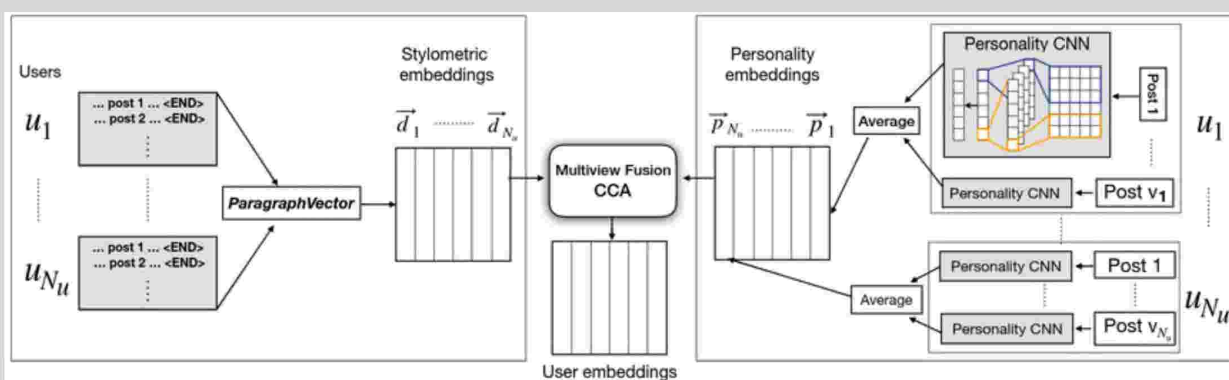 Users
u1
... post 1 ... <END>
... post 2 ... <END>
uNu
... post 1 ... <END>
... post 2 ... <END>
ParagraphVector
Stylometric
embeddings
d1 ........ dNu
Multiview Fusion
CCA
User embeddings
Personality
embeddings
pNu ........ p1
Average
Personality CNN
Post 1
u1
Personality CNN
Post v1
Average
Personality CNN
Post 1
uNu
Personality CNN
Post vNu